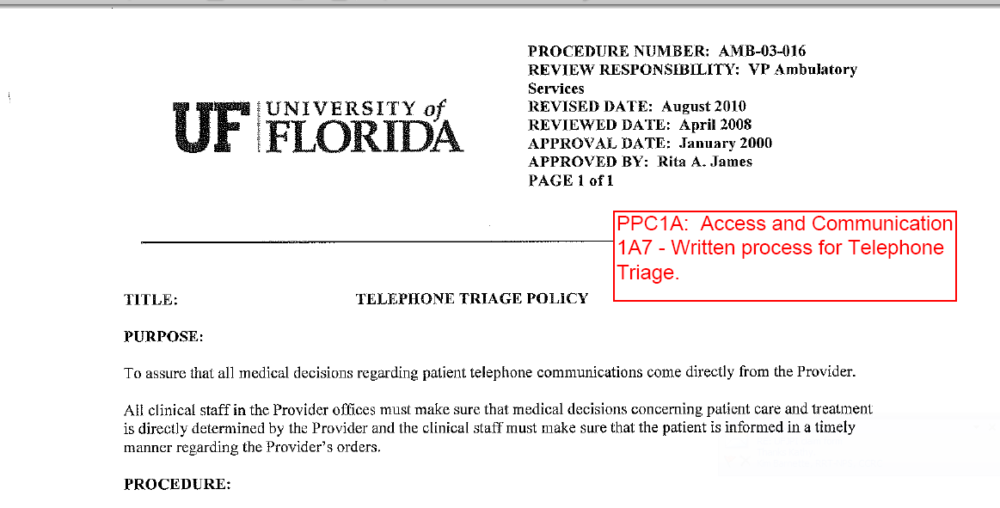 PROCEDURE NUMBER: AMB-03-016
REVIEW RESPONSIBILITY: VP Ambulatory
Services
REVISED DATE: August 2010
REVIEWED DATE: April 2008
APPROVAL DATE: January 2000
APPROVED BY: Rita A. James
PAGE 1 of 1
UF UNIVERSITY of
FLORIDA
PPC1A: Access and Communication
1A7 - Written process for Telephone
Triage.
TITLE: TELEPHONE TRIAGE POLICY
PURPOSE:
To assure that all medical decisions regarding patient telephone communications come directly from the Provider.
All clinical staff in the Provider offices must make sure that medical decisions concerning patient care and treatment
is directly determined by the Provider and the clinical staff must make sure that the patient is informed in a timely
manner regarding the Provider's orders.
PROCEDURE: